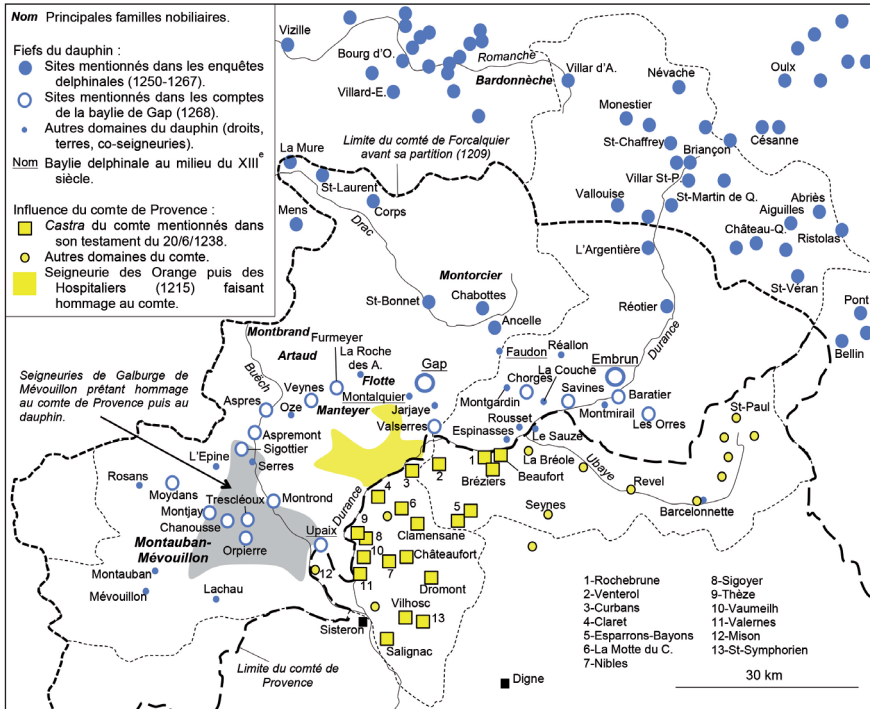 Nom Principales familles nobiliaires.
Fiefs du dauphin :
Sites mentionnés dans les enquêtes
delphinales (1250-1267).
Sites mentionnés dans les comptes
de la baylie de Gap (1268).
Autres domaines du dauphin (droits,
terres, co-seigneuries).
Nom Baylie delphinale au milieu du XIIIe
siècle.
Influence du comte de Provence :
Castra du comte mentionnés dans
son testament du 20/6/1238.
Autres domaines du comte.
Seigneurie des Orange puis des
Hospitaliers (1215) faisant
hommage au comte.
Vizille
Bourg d'O.
Romanche
Bardonnèche
Villar d'A.
Névache
Oulx
Villard-E.
Monestier
Limite du comté de Forcalquier
avant sa partition (1209)
St-Chaffrey
Césanne
Briançon
La Mure
St-Laurent
Corps
Villar St-P.
Vallouise
St-Martin de Q.
Abriès
Aiguilles
Château-Q.
Ristolas
Mens
Drac
L'Argentière
St-Véran
Montorcier
Chabottes
St-Bonnet
Ancelle
Réotier
Pont
Bellin
Durance
Montbrand
Furmeyer
Artaud
La Roche
des A.
Faudon
Réallon
Seigneuries de Galburge de
Mévouillon prêtant hommage
au comte de Provence puis au
dauphin.
Buëch
Gap
Embrun
La Couche
Flotte
Veynes
Montalquier
Chorges
Savines
Baratier
Aspres
Oze
Manteyer
Jarjaye
Montgardin
Montmirail
Les Orres
St-Paul
Valserres
Rousset
Espinasses
Le Sauze
Aspremont
Sigottier
L'Epine
Serres
1
2
3
Bréziers
Beaufort
La Bréole
Ubaye
Revel
Barcelonnette
Rosans
Moydans
Trescléoux
Montrond
Durance
4
6
5
Seynes
Montjay
Chanousse
Clamensane
Orpierre
Upaix
9
8
10
Châteaufort
Montauban-
Mévouillon
12
11
7
Dromont
Montauban
Mévouillon
Lachau
Vilhosc
13
Sisteron
Salignac
Limite du comté de
Provence
Digne
1-Rochebrune
2-Venterol
3-Curbans
4-Claret
5-Esparrons-Bayons
6-La Motte du C.
7-Nibles
8-Sigoyer
9-Thèze
10-Vaumeilh
11-Valernes
12-Mison
13-St-Symphorien
30 km